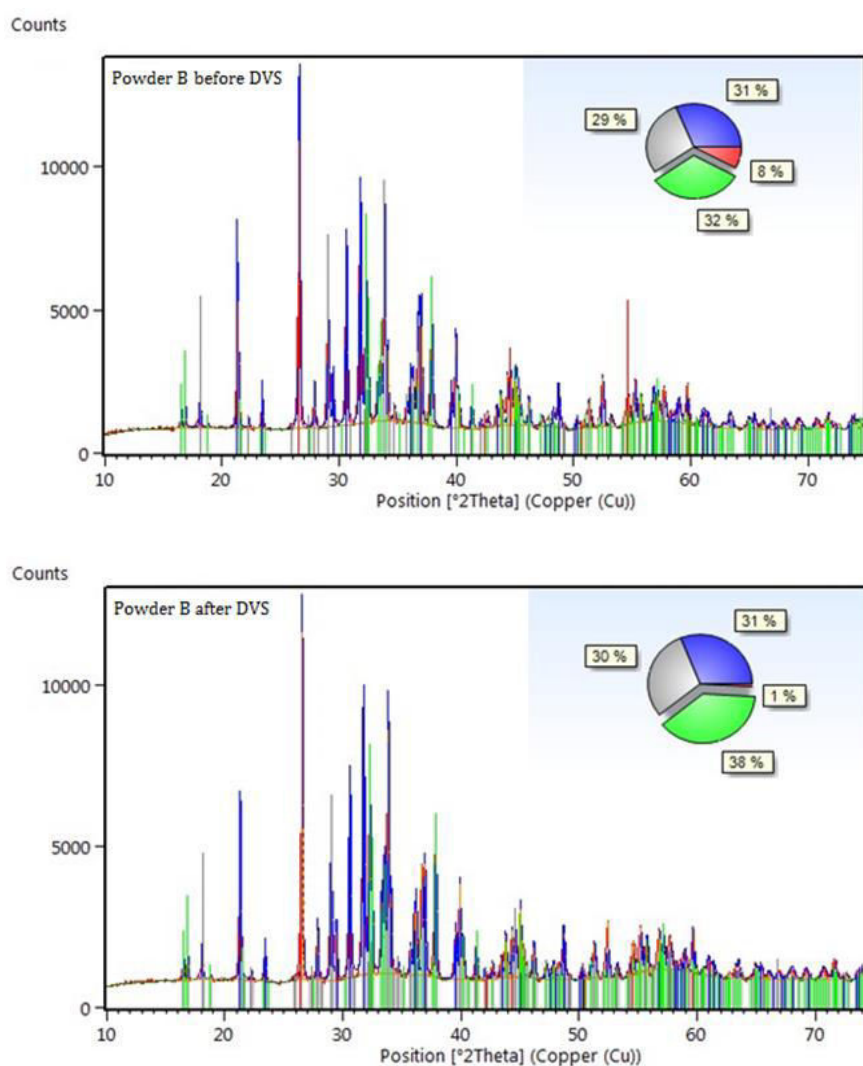 Counts
Powder B before DVS
31 %
29 %
8 %
32 %
10000
5000
0
10 20 30 40 50 60 70
Position [°2Theta] (Copper (Cu))
Counts
Powder B after DVS
31 %
30 %
1 %
38 %
10000
5000
0
10 20 30 40 50 60 70
Position [°2Theta] (Copper (Cu))